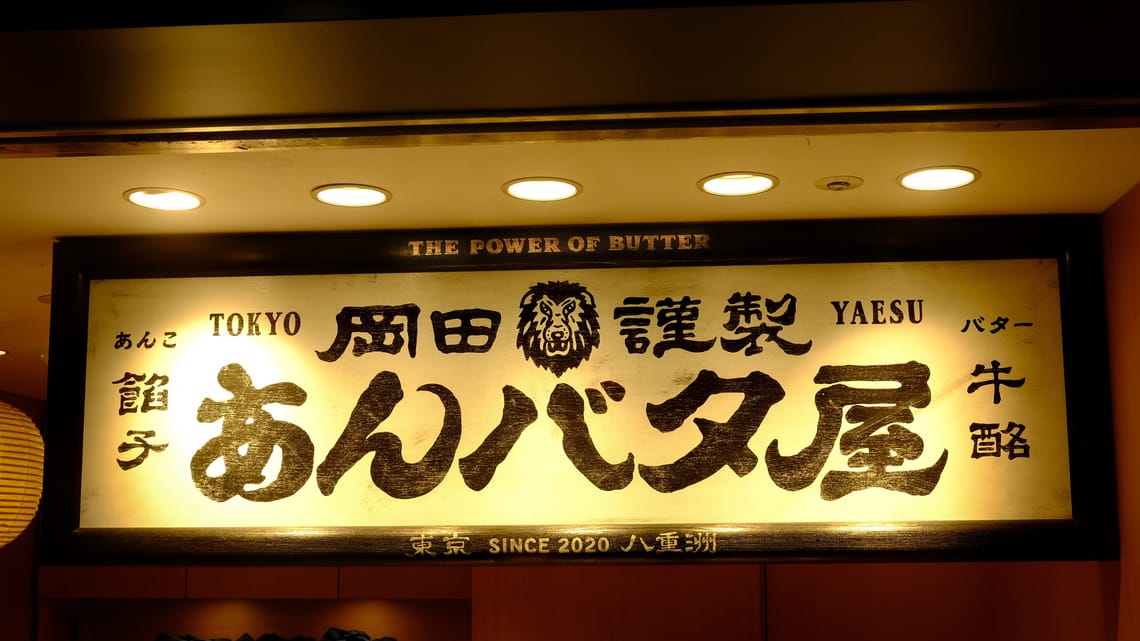 THE POWER OF BUTTER
TOKYO 岡田謹製 YAESU
あんこ
餡子
あんバタ屋
バター
牛酪
東京 SINCE 2020 八重洲